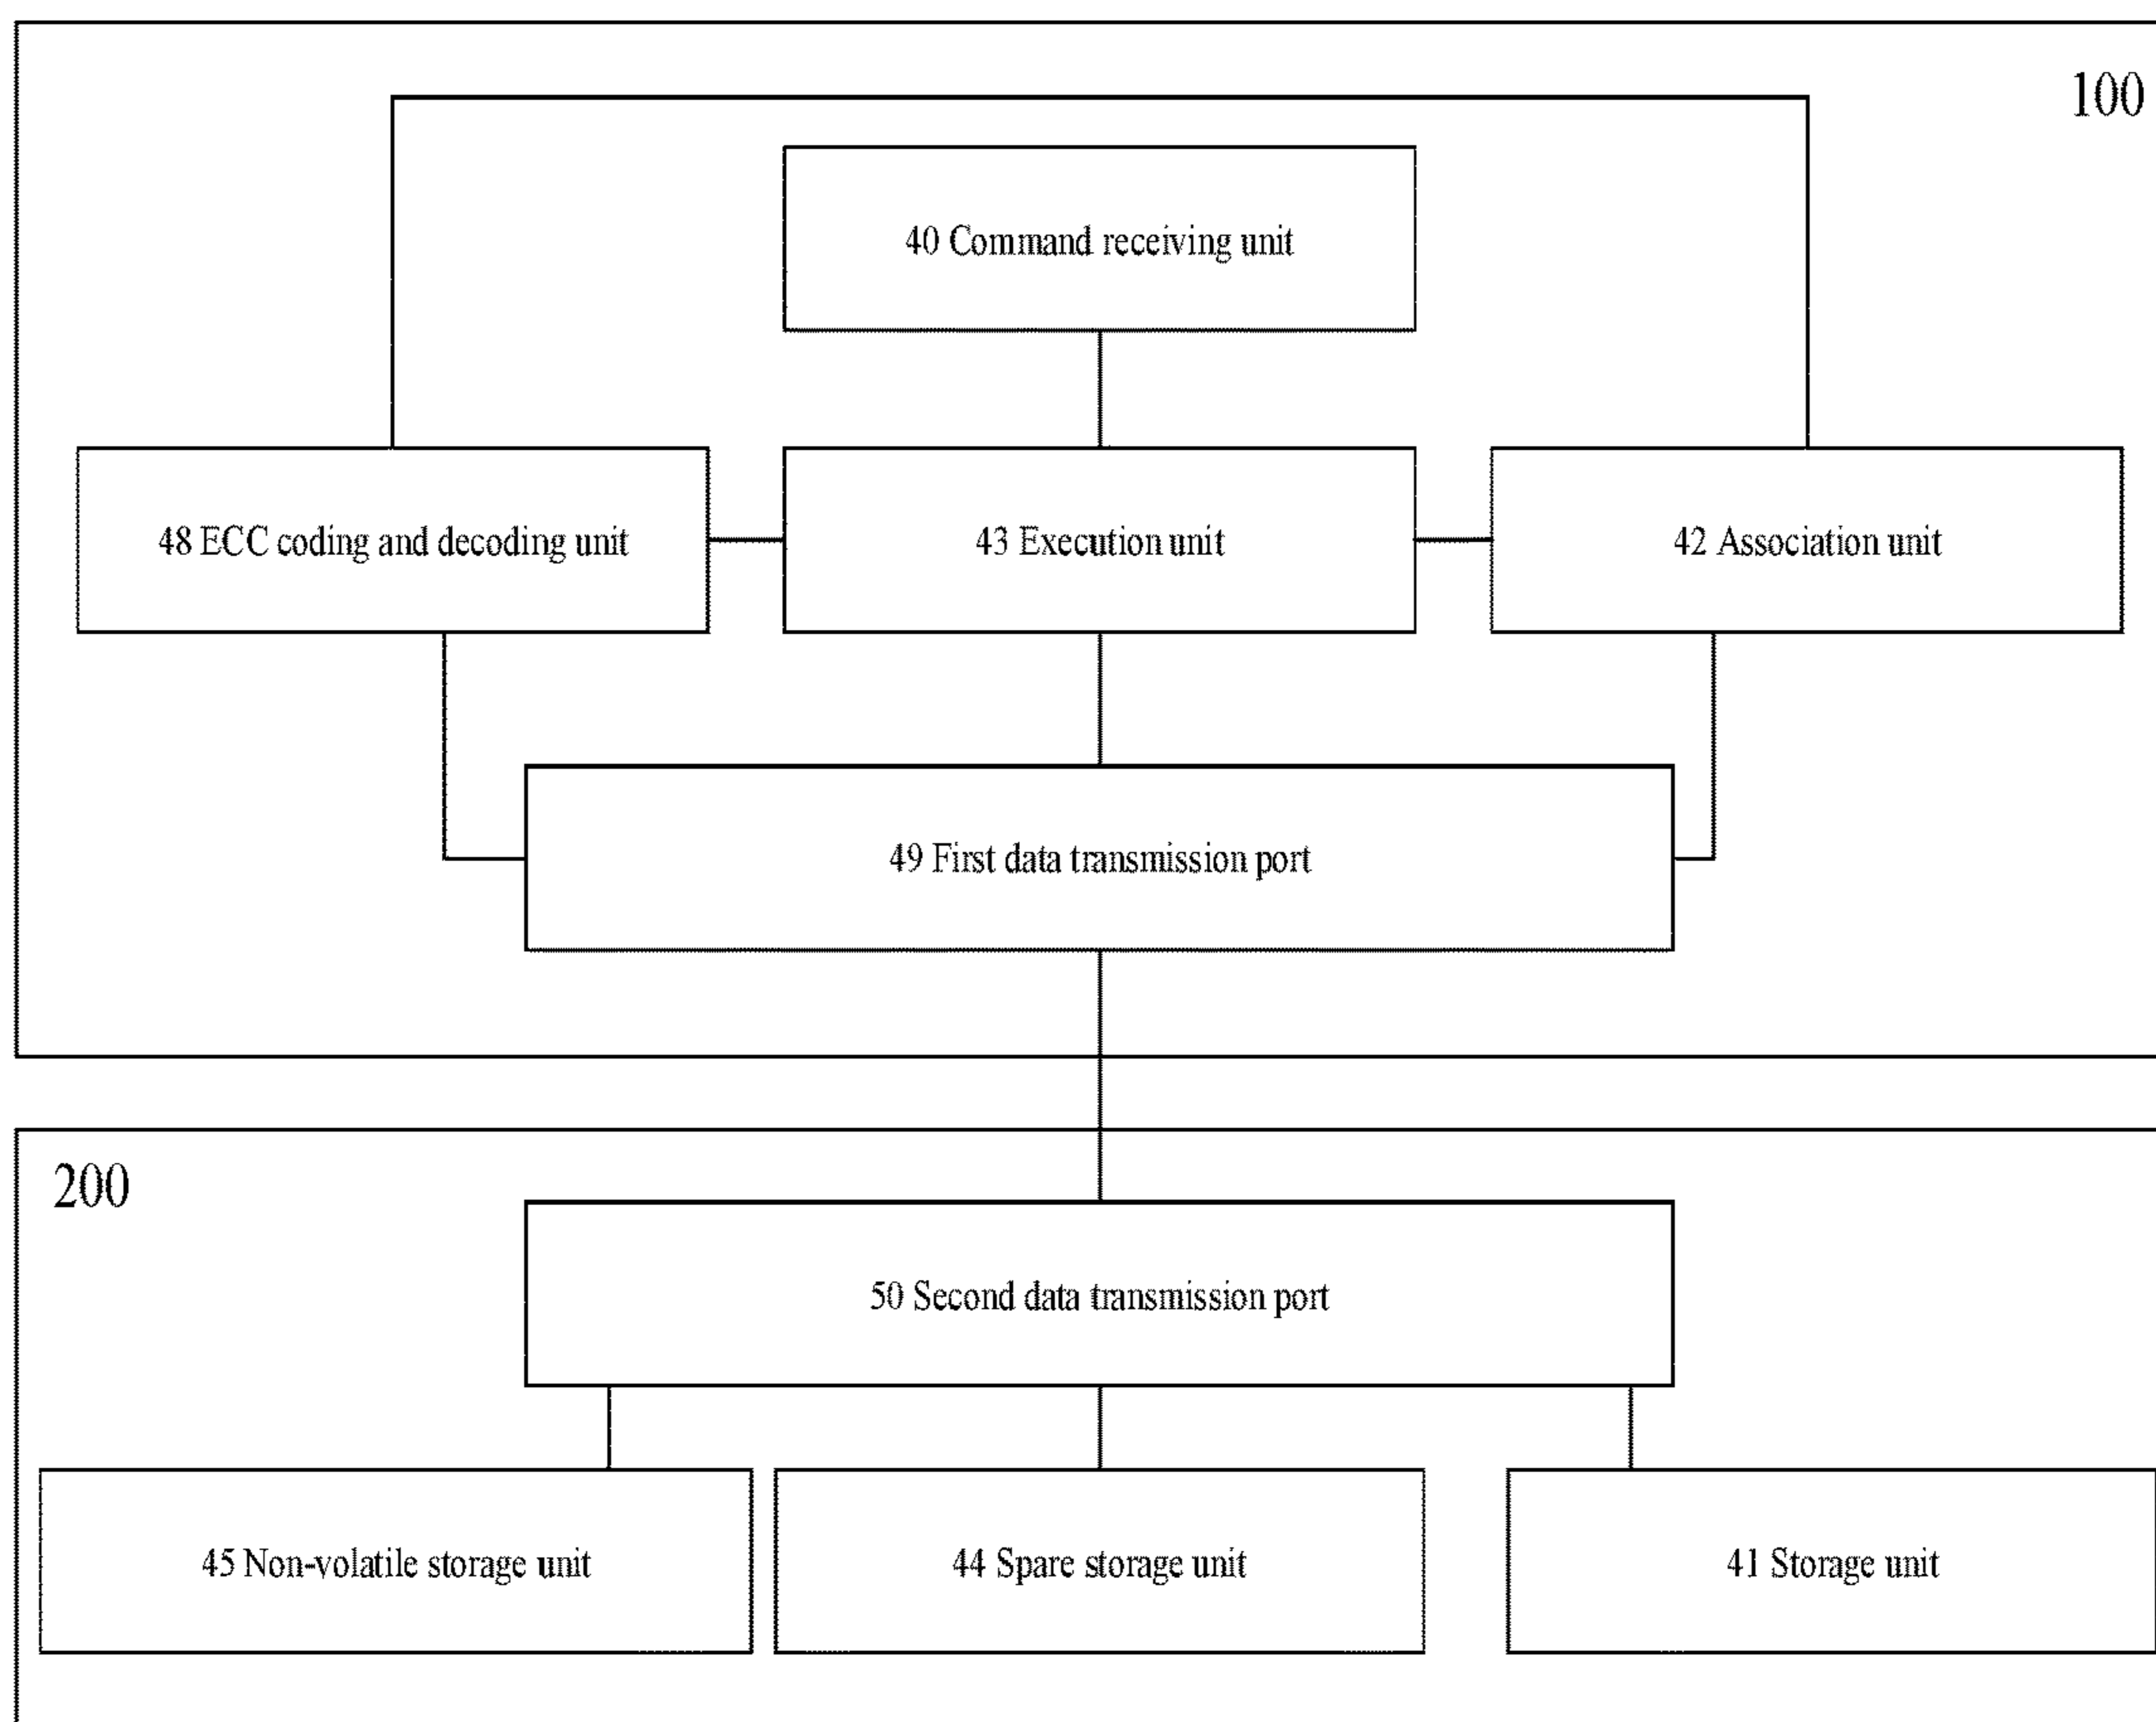 100
40 Command receiving unit
48 ECC coding and decoding unit
43 Execution unit
42 Association unit
49 First data transmission port
200
50 Second data transmission port
45 Non-volatile storage unit
44 Spare storage unit
41 Storage unit